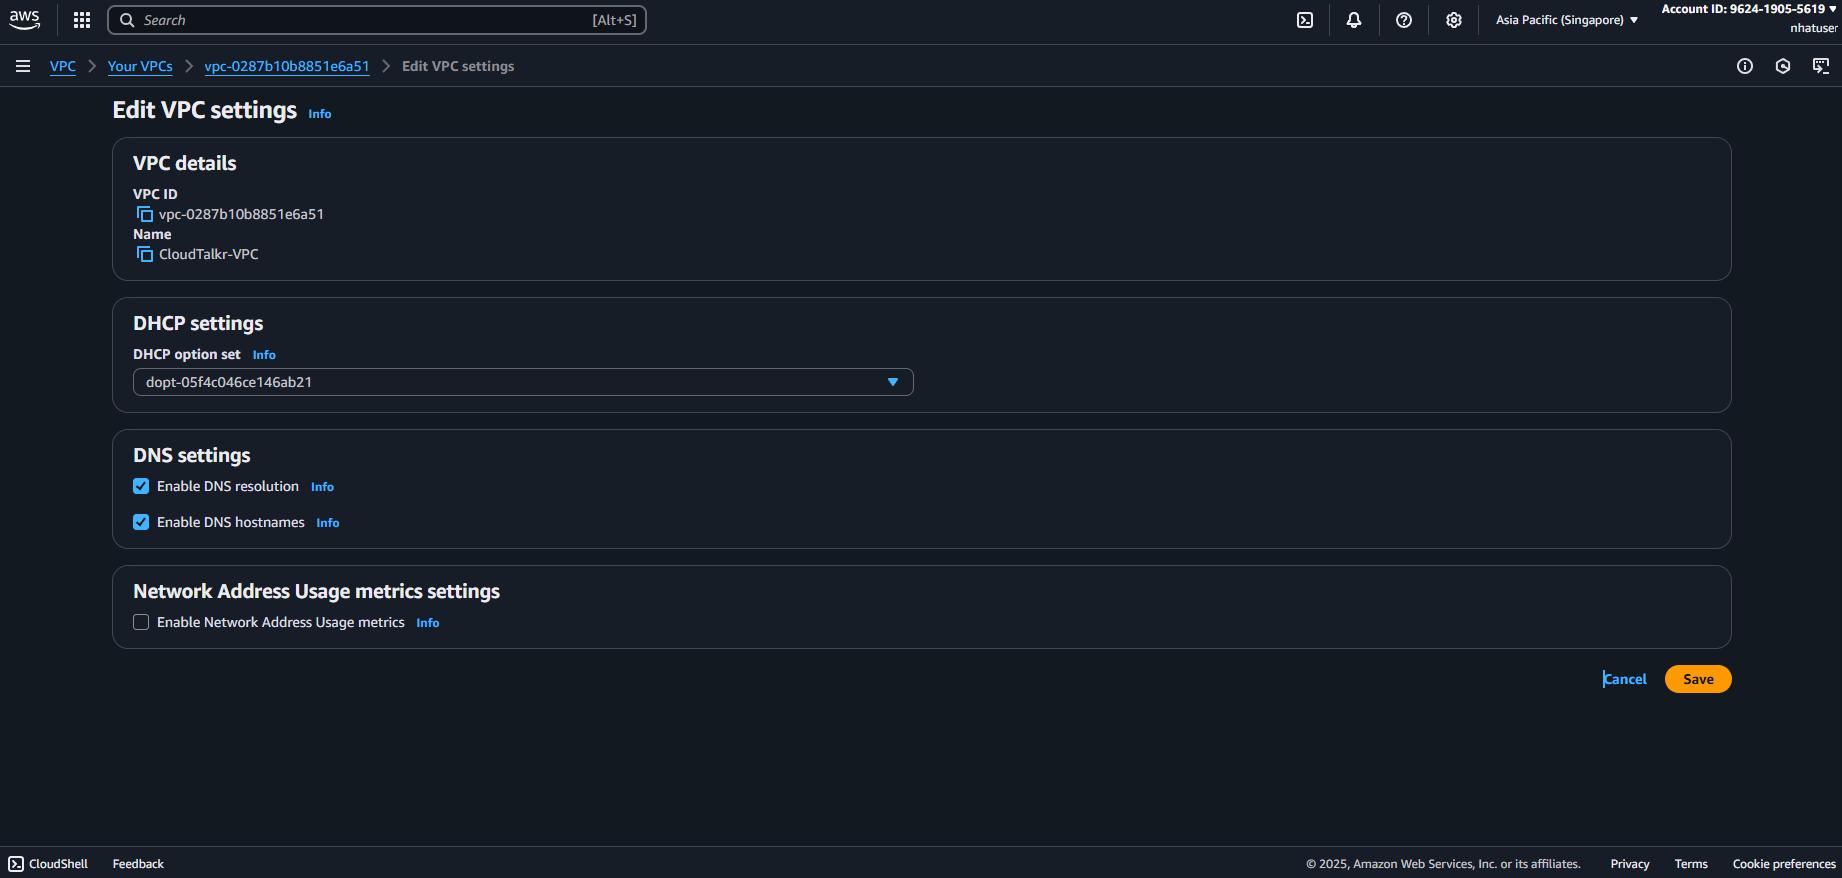 aws
Search [Alt+S]
Asia Pacific (Singapore)
Account ID: 9624-1905-5619
nhatuser
VPC
Your VPCs
vpc-0287b10b8851e6a51
Edit VPC settings
Edit VPC settings Info
VPC details
VPC ID
vpc-0287b10b8851e6a51
Name
CloudTalkr-VPC
DHCP settings
DHCP option set Info
dopt-05f4c046ce146ab21
DNS settings
Enable DNS resolution Info
Enable DNS hostnames Info
Network Address Usage metrics settings
Enable Network Address Usage metrics Info
Cancel
Save
CloudShell
Feedback
© 2025, Amazon Web Services, Inc. or its affiliates.
Privacy
Terms
Cookie preferences